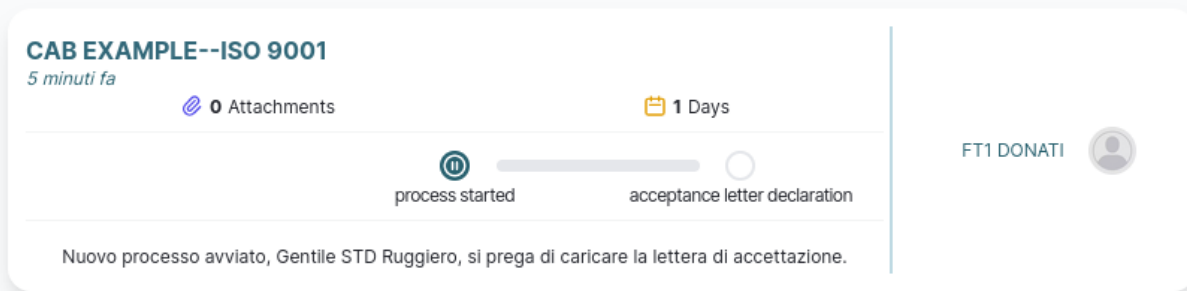 CAB EXAMPLE--ISO 9001
5 minuti fa
0 Attachments
1 Days
FT1 DONATI
process started
acceptance letter declaration
Nuovo processo avviato, Gentile STD Ruggiero, si prega di caricare la lettera di accettazione.